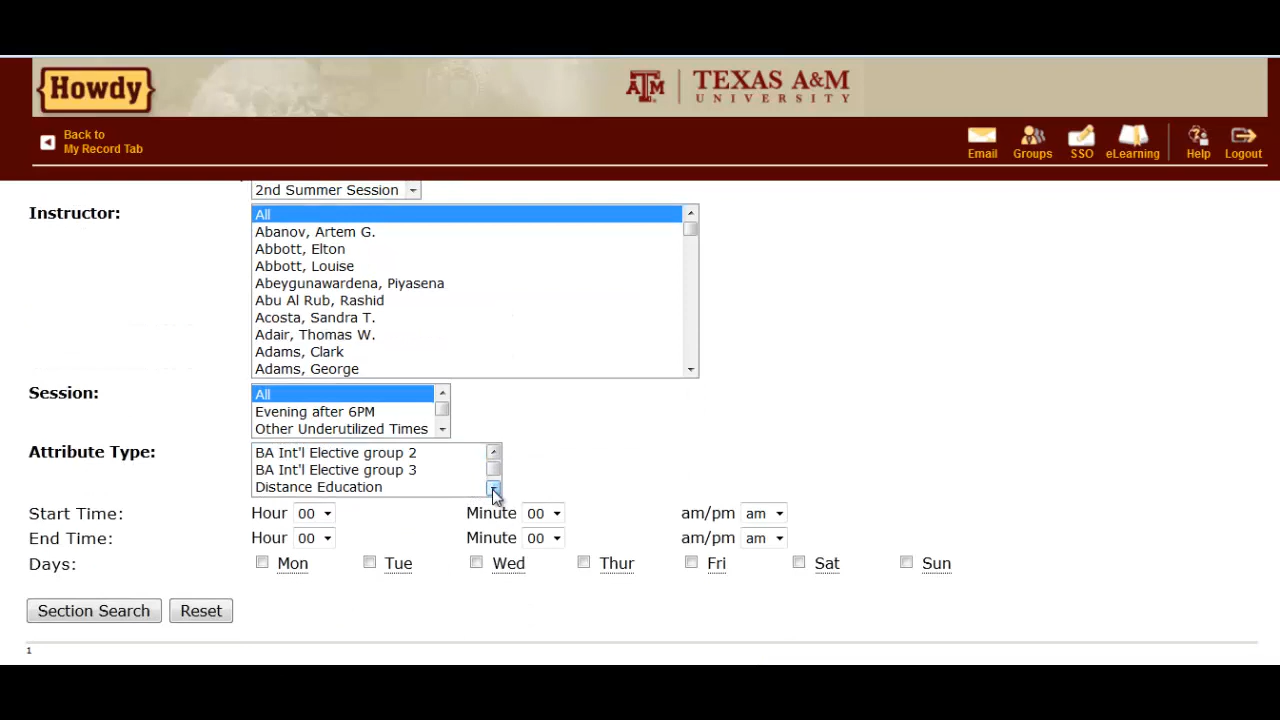 Howdy
ATM TEXAS A&M
UNIVERSITY
Back to
My Record Tab
Email Groups SSO eLearning Help Logout
2nd Summer Session
Instructor:
All
Abanov, Artem G.
Abbott, Elton
Abbott, Louise
Abeygunawardena, Piyasena
Abu Al Rub, Rashid
Acosta, Sandra T.
Adair, Thomas W.
Adams, Clark
Adams, George
Session:
All
Evening after 6PM
Other Underutilized Times
Attribute Type:
BA Int'l Elective group 2
BA Int'l Elective group 3
Distance Education
Start Time: Hour 00 Minute 00 am/pm am
End Time: Hour 00 Minute 00 am/pm am
Days: Mon Tue Wed Thur Fri Sat Sun
Section Search Reset
1